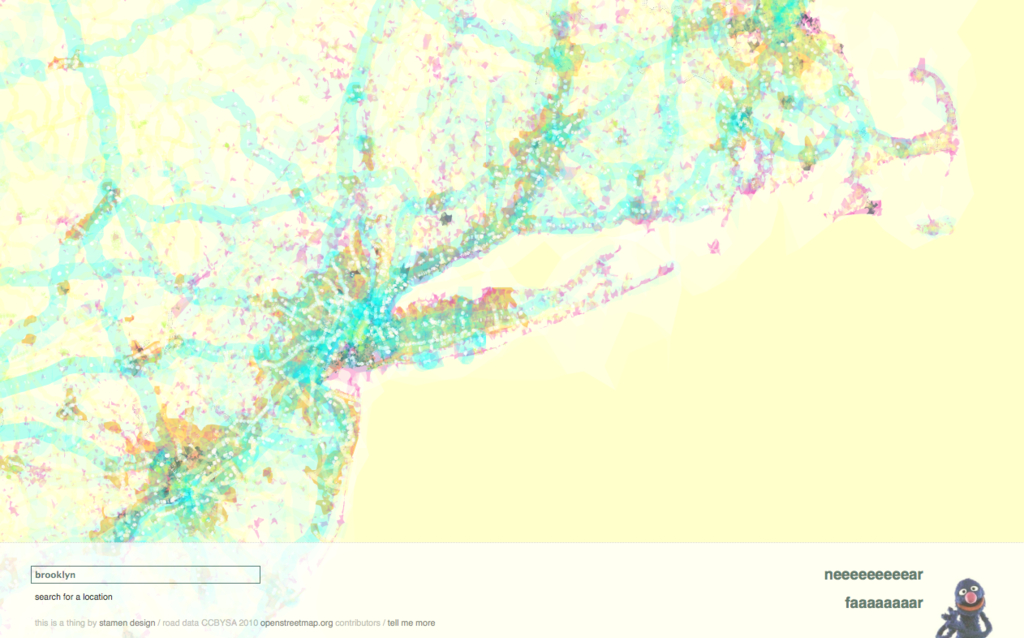 brooklyn
search for a location
this is a thing by stamen design / road data CCBYSA 2010 openstreetmap.org contributors / tell me more
neeeeeeeeear
faaaaaaaar